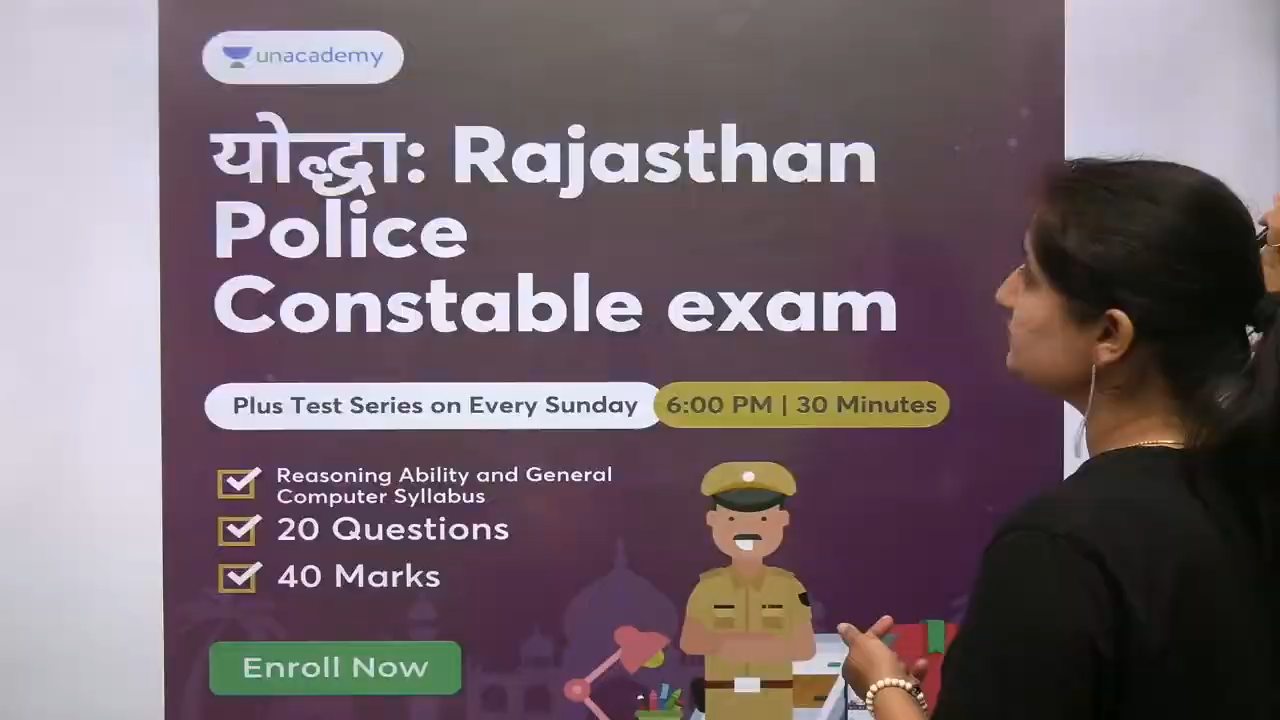 unacademy
योद्धा: Rajasthan
Police
Constable exam
Plus Test Series on Every Sunday
6:00 PM | 30 Minutes
Reasoning Ability and General
Computer Syllabus
20 Questions
40 Marks
Enroll Now